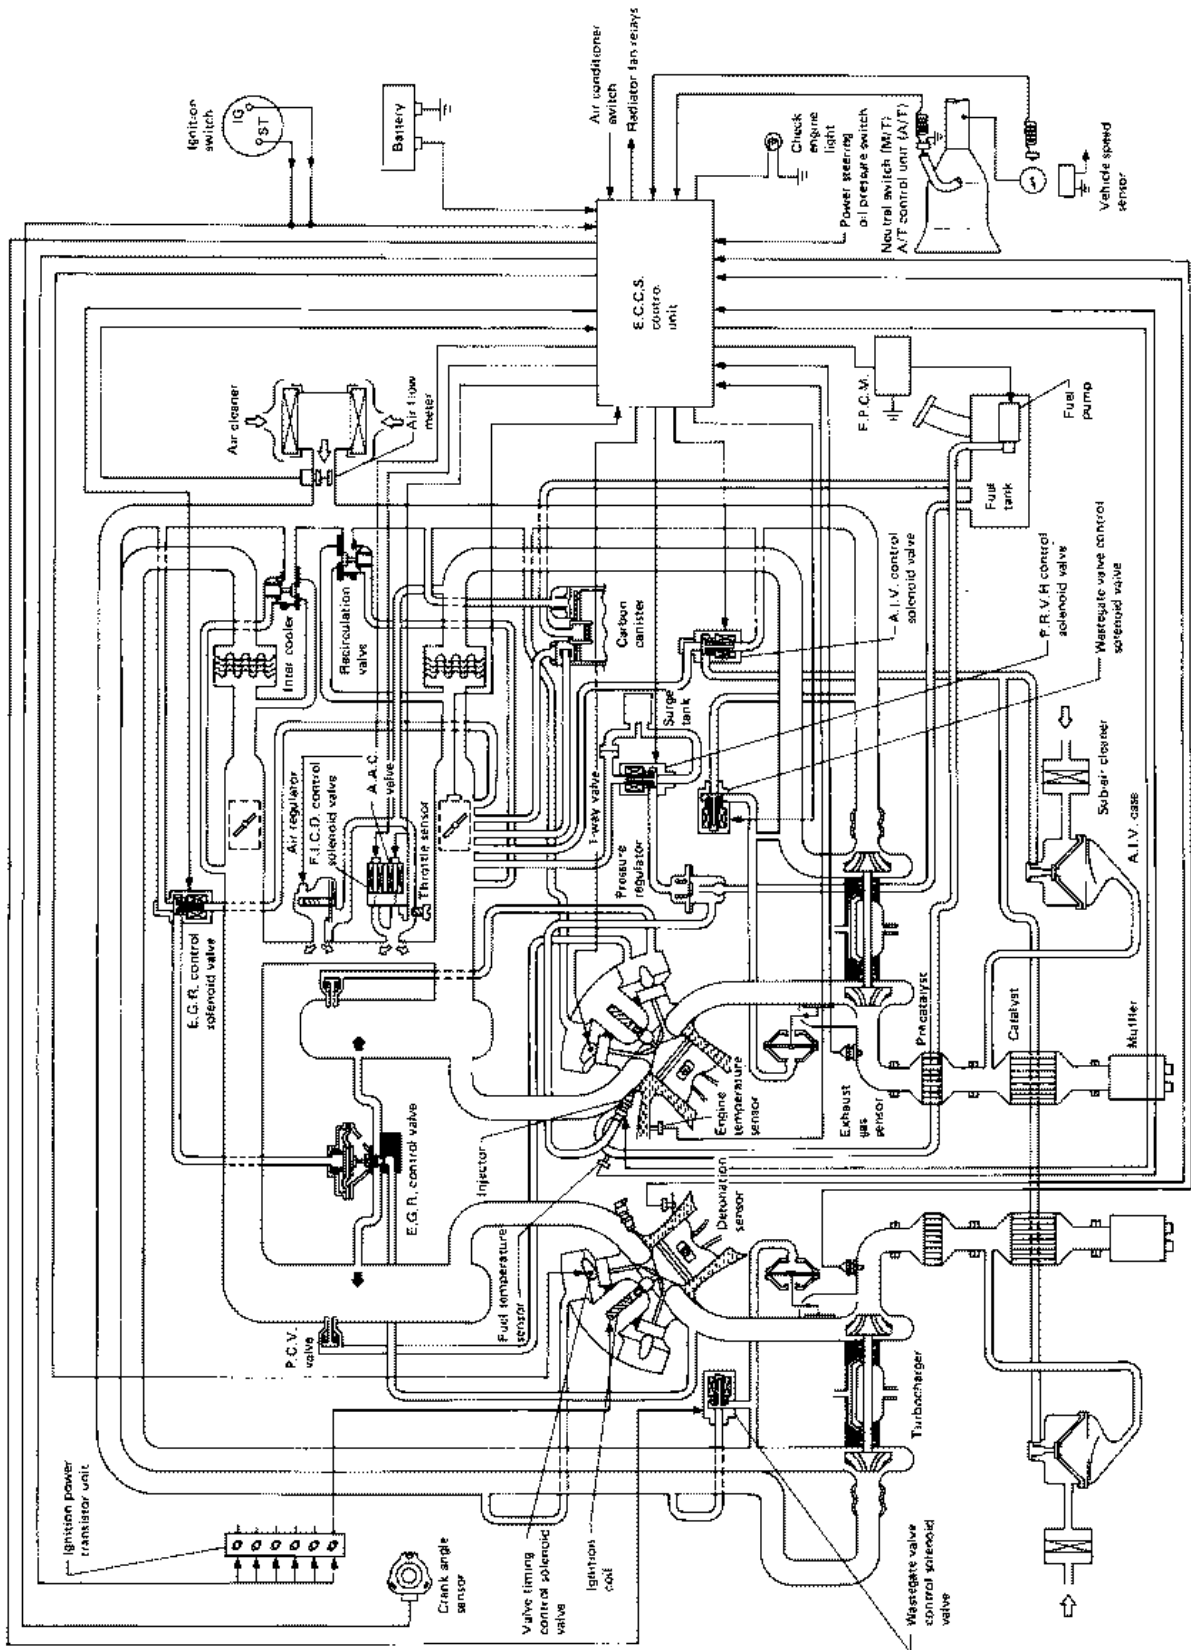 Ignition
switch
IG
ST
Battery
Air conditioner
switch
Radiator fan relays
Check
engine
light
Power steering
oil pressure switch
Neutral switch (M/T)
A/T control unit (A/T)
Vehicle speed
sensor
E.C.C.S.
control
unit
Air cleaner
Air flow
meter
F.P.C.M.
Fuel
pump
Fuel
tank
Inter cooler
Recirculation
valve
Carbon
canister
A.I.V. control
solenoid valve
P.R.V.R control
solenoid valve
Wastegate valve control
solenoid valve
Surge
tank
Air regulator
F.I.C.D. control
solenoid valve
A.A.C.
valve
Throttle sensor
1-way valve
Pressure
regulator
Sub-air cleaner
A.I.V. case
E.G.R. control
solenoid valve
E.G.R. control valve
Injector
Engine
temperature
sensor
Exhaust
gas
sensor
Precatalyst
Catalyst
Muffler
Detonation
sensor
Fuel temperature
sensor
P.C.V.
valve
Turbocharger
Ignition power
transistor unit
Crank angle
sensor
Valve timing
control solenoid
valve
Ignition
coil
Wastegate valve
control solenoid
valve